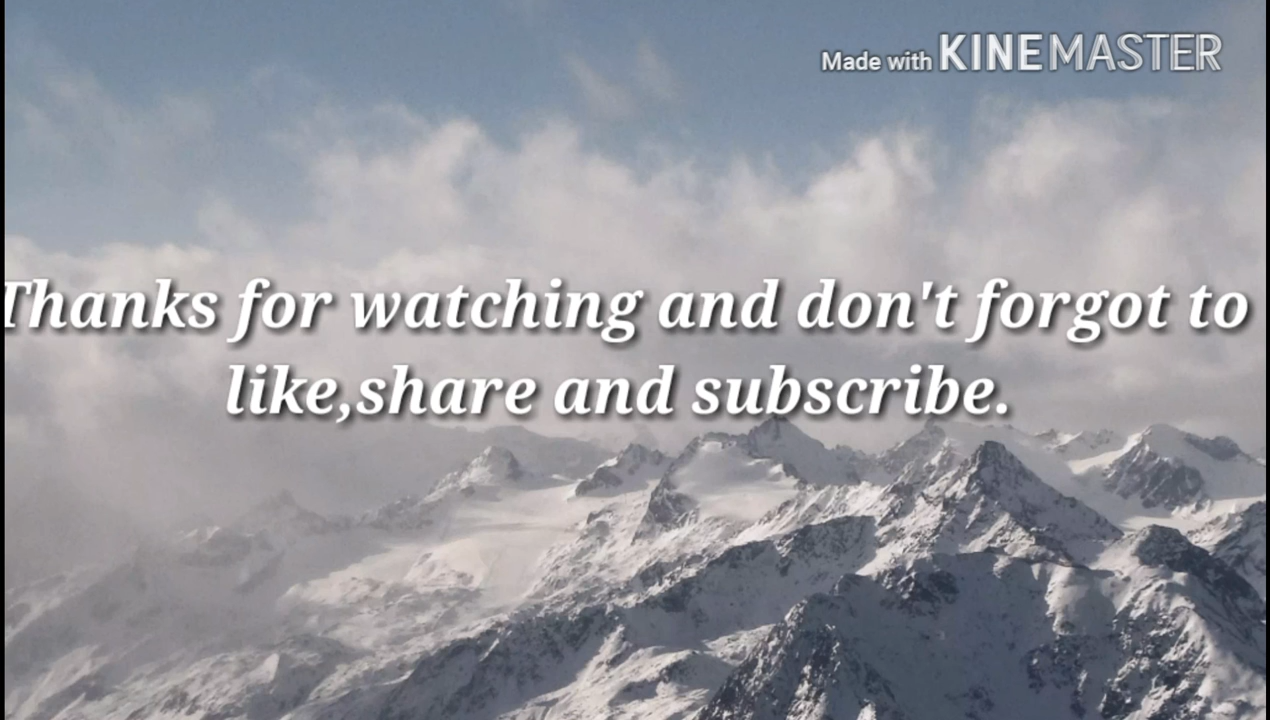 Made with KINEMASTER
Thanks for watching and don't forgot to
like,share and subscribe.